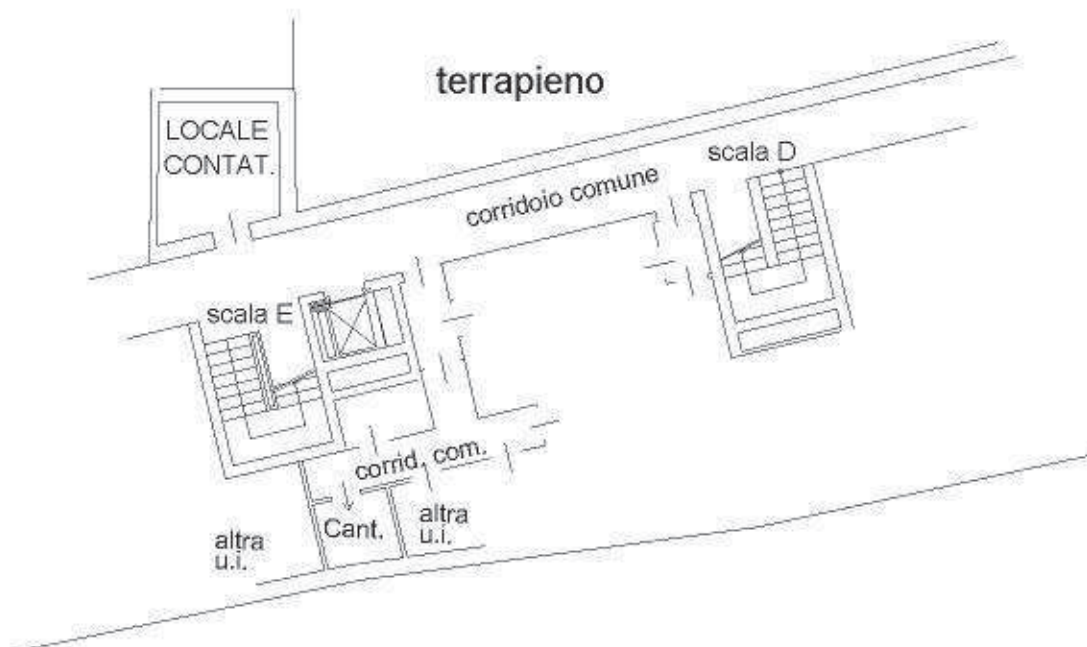 terrapieno
LOCALE
CONTAT.
scala D
corridoio comune
scala E
corrid. com.
Cant.
altra
u.i.
altra
u.i.